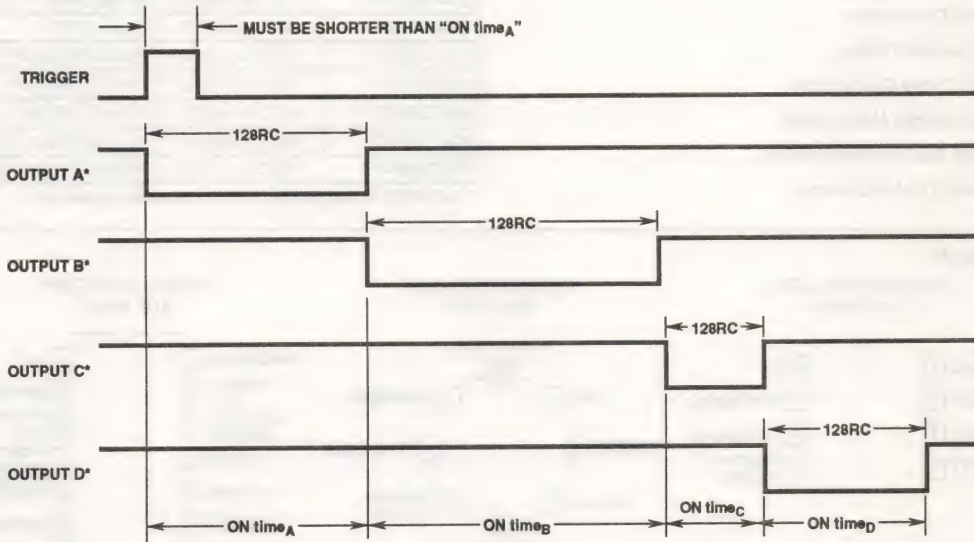 MUST BE SHORTER THAN “ON timeA”
TRIGGER
128RC
OUTPUT A*
128RC
OUTPUT B*
128RC
OUTPUT C*
128RC
OUTPUT D*
ON timeA
ON timeB
ON timeC
ON timeD